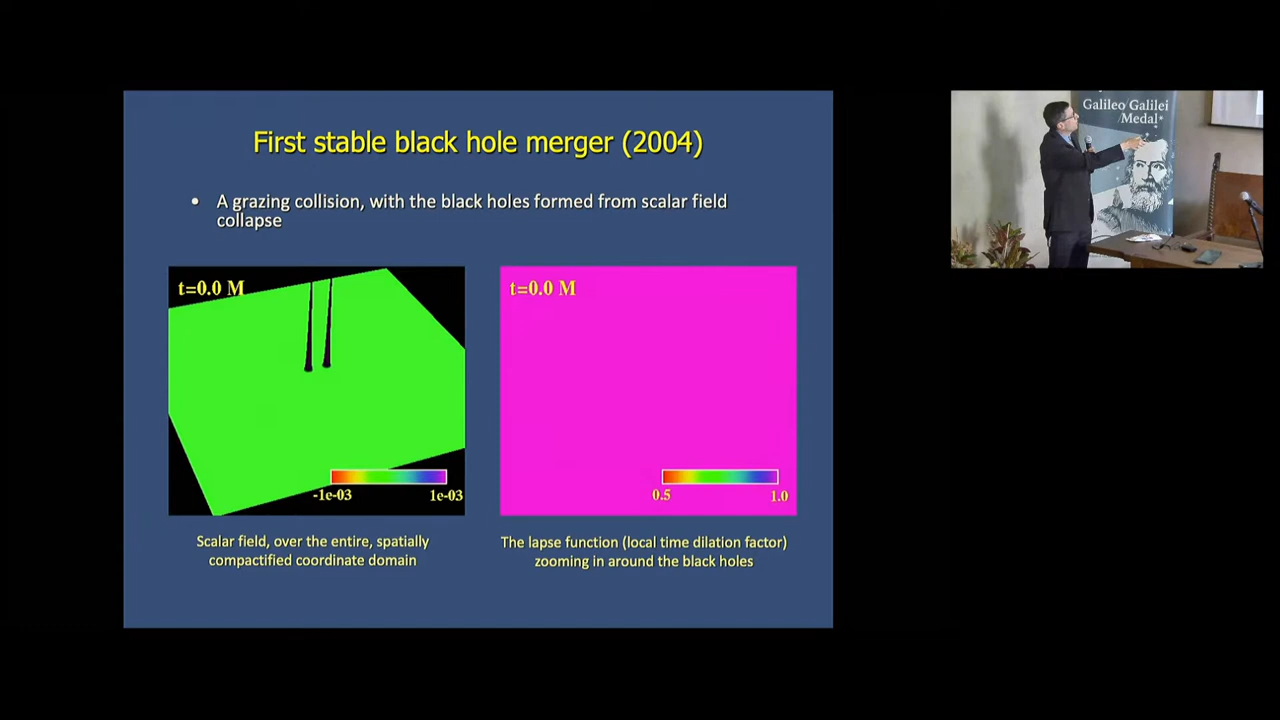 First stable black hole merger (2004)
• A grazing collision, with the black holes formed from scalar field
collapse
t=0.0 M
-1e-03 1e-03
Scalar field, over the entire, spatially
compactified coordinate domain
t=0.0 M
0.5 1.0
The lapse function (local time dilation factor)
zooming in around the black holes
Galileo Galilei
Medal